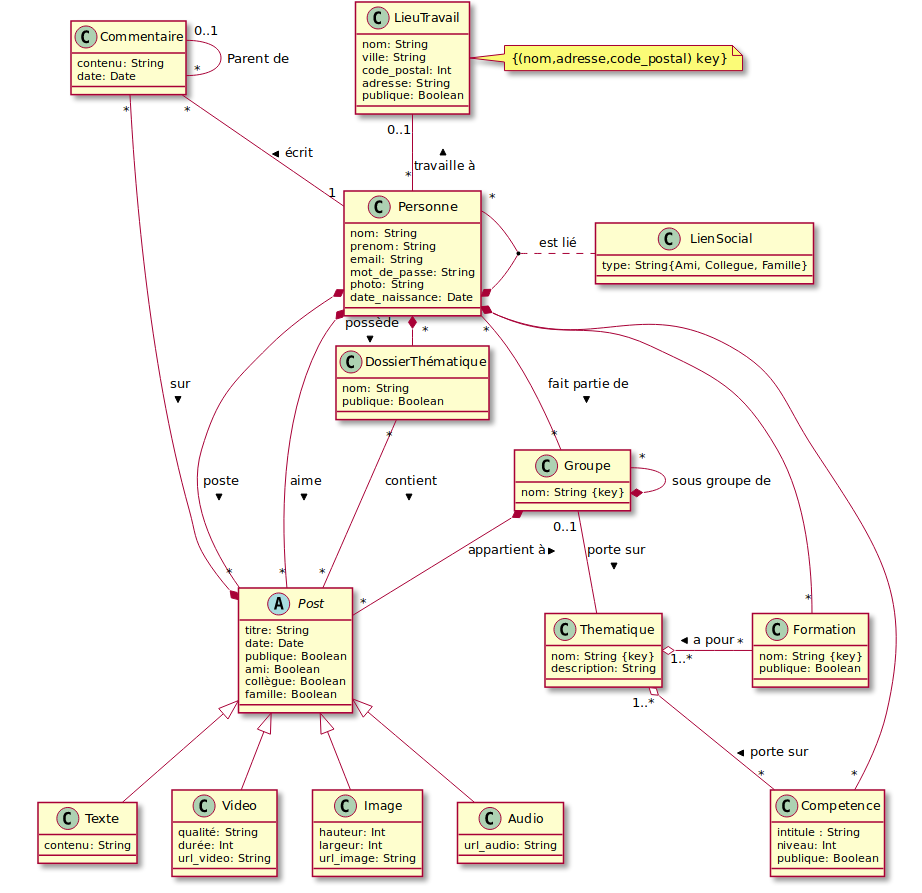 C LieuTravail
nom: String
ville: String
code_postal: Int
adresse: String
publique: Boolean
{(nom,adresse,code_postal) key}
C Commentaire
contenu: String
date: Date
0..1
*
Parent de
*
*
écrit
1
0..1
*
travaille à
C Personne
nom: String
prenom: String
email: String
mot_de_passe: String
photo: String
date_naissance: Date
*
est lié
C LienSocial
type: String{Ami, Collegue, Famille}
possède
*
*
C DossierThématique
nom: String
publique: Boolean
*
sur
fait partie de
*
C Groupe
nom: String {key}
*
sous groupe de
poste
aime
contient
0..1
appartient à
porte sur
*
*
*
*
*
A Post
titre: String
date: Date
publique: Boolean
ami: Boolean
collègue: Boolean
famille: Boolean
C Thematique
nom: String {key}
description: String
a pour
*
1..*
C Formation
nom: String {key}
publique: Boolean
1..*
porte sur
*
*
C Texte
contenu: String
C Video
qualité: String
durée: Int
url_video: String
C Image
hauteur: Int
largeur: Int
url_image: String
C Audio
url_audio: String
C Competence
intitule : String
niveau: Int
publique: Boolean